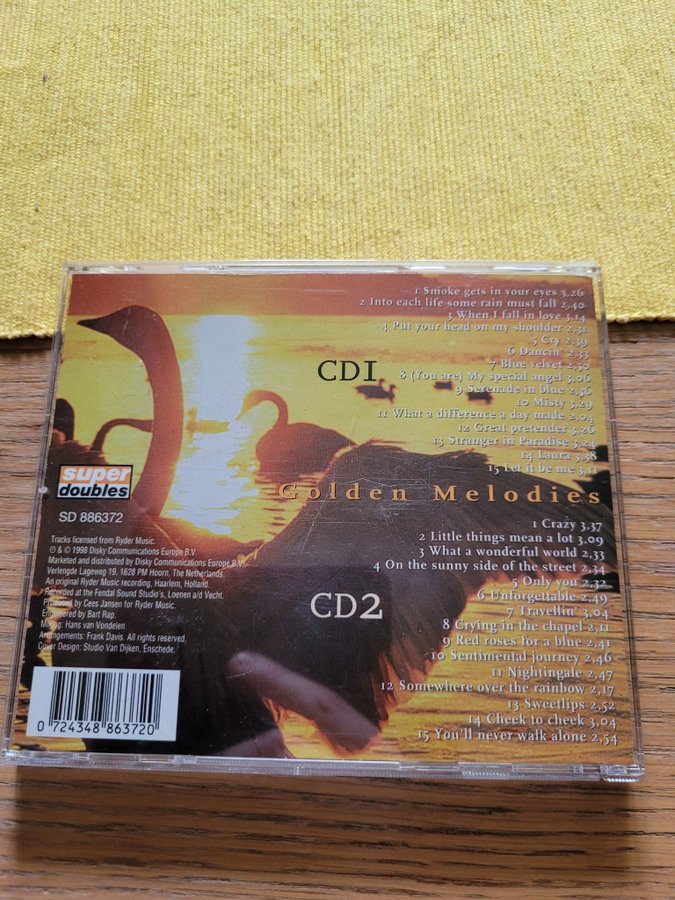 1 Smoke gets in your eyes 3.26
2 Into each life some rain must fall 2,40
3 When I fall in love 3,14
4 Put your head on my shoulder 2,31
5 Cry 2,39
6 Dancin' 2,33
7 Blue velvet 2,50
8 (You are) My special angel 3,06
9 Serenade in blue 2,36
10 Misty 3,29
11 What a difference a day made 2,04
12 Great pretender 3,26
13 Stranger in Paradise 3,24
14 Laura 3,38
15 Let it be me 3,11
CD1
Golden Melodies
super
doubles
SD 886372
Tracks licensed from Ryder Music.
℗ & © 1998 Disky Communications Europe B.V.
Marketed and distributed by Disky Communications Europe B.V.
Verlengde Lageweg 19, 1628 PM Hoorn, The Netherlands.
An original Ryder Music recording, Haarlem, Holland.
Recorded at the Fendal Sound Studio's, Loenen a/d Vecht.
Produced by Cees Jansen for Ryder Music.
Engineered by Bart Rap.
Mixing: Hans van Vondelen.
Arrangements: Frank Davis. All rights reserved,
Cover Design: Studio Van Dijken, Enschede.
1 Crazy 3.37
2 Little things mean a lot 3.09
3 What a wonderful world 2,33
4 On the sunny side of the street 2,34
5 Only you 2,32
6 Unforgettable 2,49
7 Travellin' 3,04
8 Crying in the chapel 2,11
9 Red roses for a blue 2,41
10 Sentimental journey 2,46
11 Nightingale 2,47
12 Somewhere over the rainbow 2,17
13 Sweetlips 2,52
14 Cheek to cheek 3,04
15 You'll never walk alone 2,54
CD2
0 724348 863720